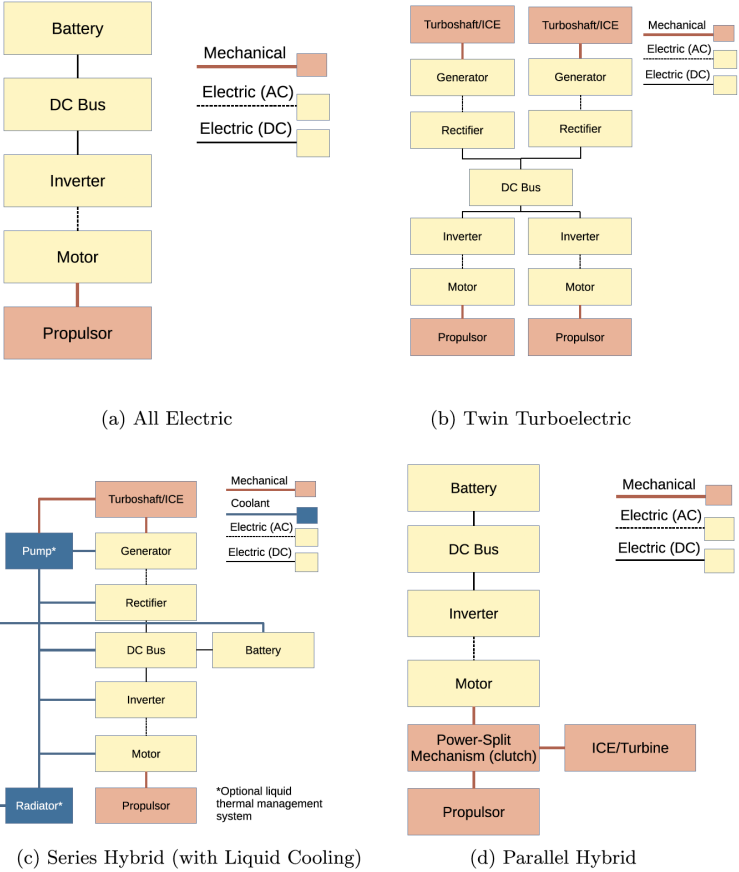 Battery
DC Bus
Inverter
Motor
Propulsor
Mechanical
Electric (AC)
Electric (DC)
(a) All Electric
Turboshaft/ICE
Turboshaft/ICE
Generator
Generator
Rectifier
Rectifier
DC Bus
Inverter
Inverter
Motor
Motor
Propulsor
Propulsor
Mechanical
Electric (AC)
Electric (DC)
(b) Twin Turboelectric
Turboshaft/ICE
Pump*
Generator
Rectifier
DC Bus
Battery
Inverter
Motor
Radiator*
Propulsor
Mechanical
Coolant
Electric (AC)
Electric (DC)
*Optional liquid
thermal management
system
(c) Series Hybrid (with Liquid Cooling)
Battery
DC Bus
Inverter
Motor
Power-Split
Mechanism (clutch)
ICE/Turbine
Propulsor
Mechanical
Electric (AC)
Electric (DC)
(d) Parallel Hybrid